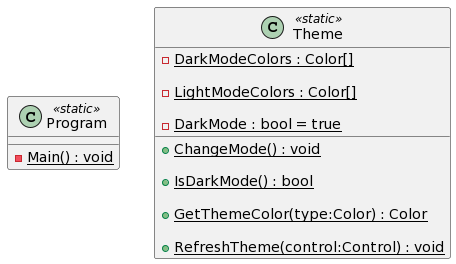 C «static»
Program
Main() : void
C «static»
Theme
DarkModeColors : Color[]
LightModeColors : Color[]
DarkMode : bool = true
ChangeMode() : void
IsDarkMode() : bool
GetThemeColor(type:Color) : Color
RefreshTheme(control:Control) : void